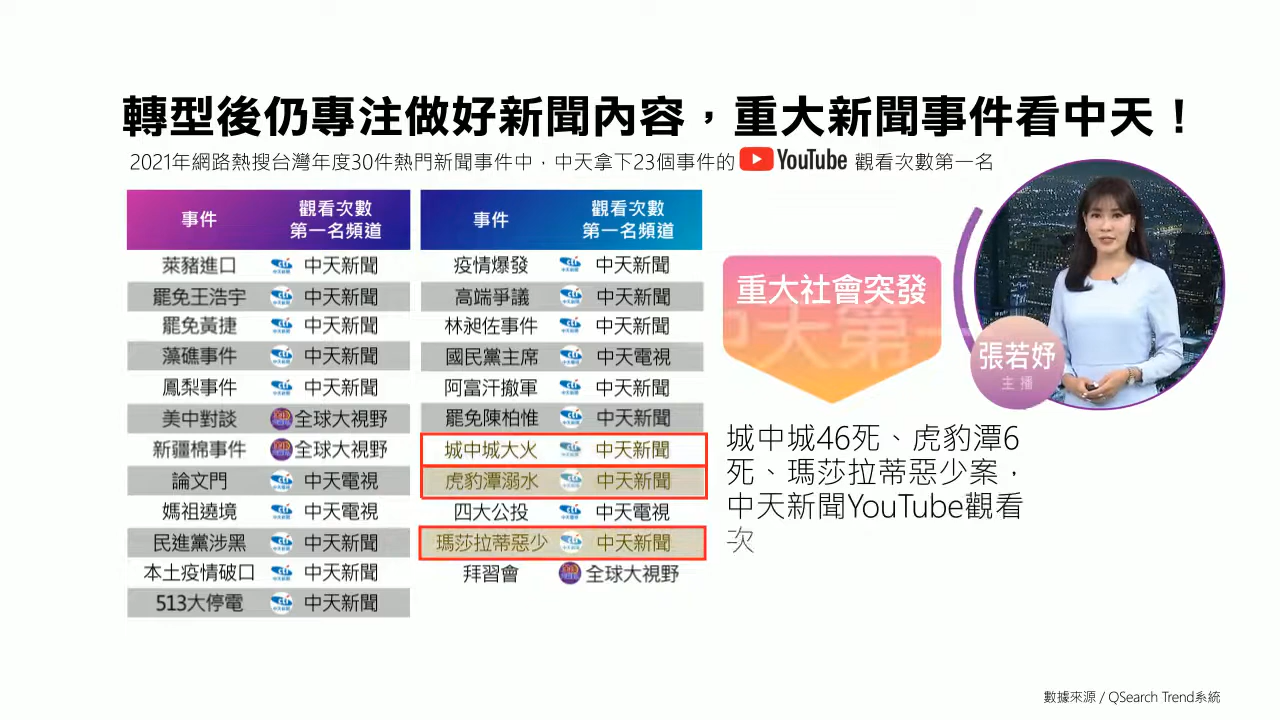 轉型後仍專注做好新聞內容，重大新聞事件看中天！
2021年網路熱搜台灣年度30件熱門新聞事件中，中天拿下23個事件的 YouTube 觀看次數第一名
事件 觀看次數第一名頻道
萊豬進口 中天新聞
罷免王浩宇 中天新聞
罷免黃捷 中天新聞
藻礁事件 中天新聞
鳳梨事件 中天新聞
美中對談 全球大視野
新疆棉事件 全球大視野
論文門 中天電視
媽祖遶境 中天電視
民進黨涉黑 中天新聞
本土疫情破口 中天新聞
513大停電 中天新聞
事件 觀看次數第一名頻道
疫情爆發 中天新聞
高端爭議 中天新聞
林昶佐事件 中天新聞
國民黨主席 中天電視
阿富汗撤軍 中天新聞
罷免陳柏惟 中天新聞
城中城大火 中天新聞
虎豹潭溺水 中天新聞
四大公投 中天電視
瑪莎拉蒂惡少 中天新聞
拜習會 全球大視野
重大社會突發
中天第一
張若妤
主播
城中城46死、虎豹潭6
死、瑪莎拉蒂惡少案，
中天新聞YouTube觀看
次
數據來源 / QSearch Trend系統